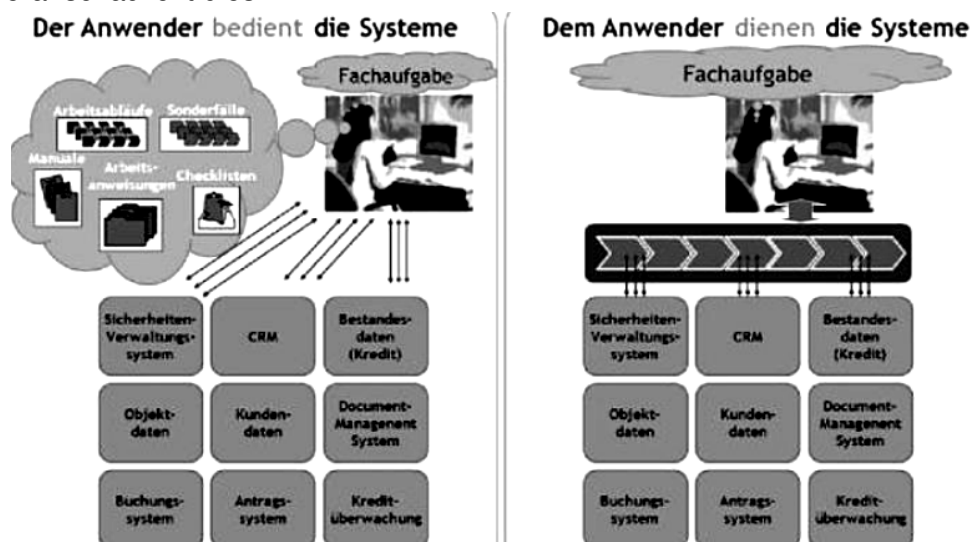 Der Anwender bedient die Systeme
Fachaufgabe
Arbeitsabläufe
Sonderfälle
Manuale
Arbeits-
anweisungen
Checklisten
Sicherheiten-
Verwaltungs-
system
CRM
Bestandes-
daten
(Kredit)
Objekt-
daten
Kunden-
daten
Document-
Management
System
Buchungs-
system
Antrags-
system
Kredit-
überwachung
Dem Anwender dienen die Systeme
Fachaufgabe
Sicherheiten-
Verwaltungs-
system
CRM
Bestandes-
daten
(Kredit)
Objekt-
daten
Kunden-
daten
Document-
Management
System
Buchungs-
system
Antrags-
system
Kredit-
überwachung